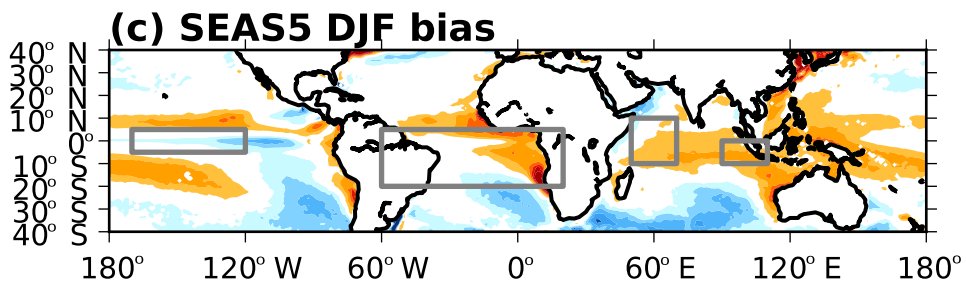 (c) SEAS5 DJF bias
40° N
30° N
20° N
10° N
0°
10° S
20° S
30° S
40° S
180° 120° W 60° W 0° 60° E 120° E 180°